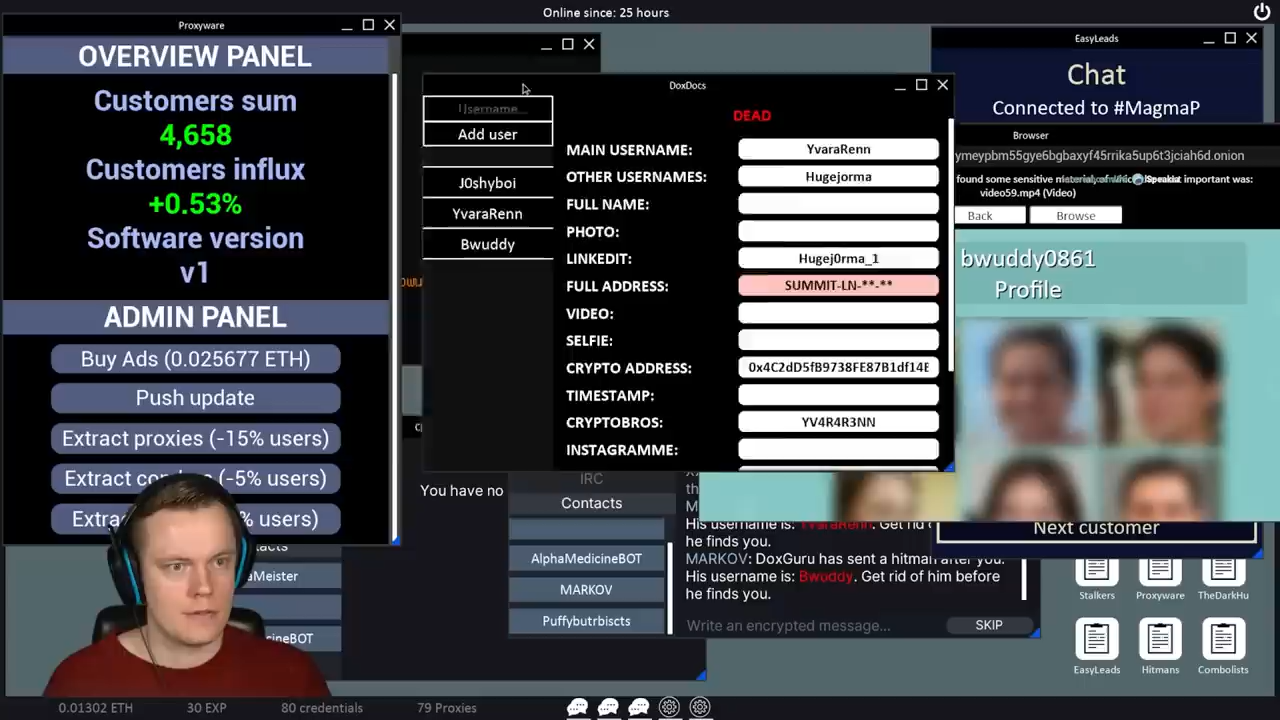 Online since: 25 hours
Proxyware
OVERVIEW PANEL
Customers sum
4,658
Customers influx
+0.53%
Software version
v1
ADMIN PANEL
Buy Ads (0.025677 ETH)
Push update
Extract proxies (-15% users)
Extract (-5% users)
users)
DoxDocs
Username...
Add user
J0shyboi
YvaraRenn
Bwuddy
DEAD
MAIN USERNAME:
YvaraRenn
OTHER USERNAMES:
Hugejorma
FULL NAME:
PHOTO:
LINKEDIT:
Hugej0rma_1
FULL ADDRESS:
SUMMIT-LN-**-**
VIDEO:
SELFIE:
CRYPTO ADDRESS:
0x4C2dD5fB9738FE87B1df14E
TIMESTAMP:
CRYPTOBROS:
YV4R4R3NN
INSTAGRAMME:
EasyLeads
Chat
Connected to #MagmaP
Browser
ymeypbm55gye6bgbaxyf45rrika5up6t3jciah6d.onion
found some sensitive important was:
video59.mp4 (Video)
Back
Browse
bwuddy0861
Profile
Next customer
You have no
IRC
Contacts
AlphaMedicineBOT
MARKOV
Puffybutrbiscts
His username is: YvaraRenn. Get rid
he finds you.
MARKOV: DoxGuru has sent a hitman after you.
His username is: Bwuddy. Get rid of him before
he finds you.
Write an encrypted message...
SKIP
Stalkers
Proxyware
TheDarkHu
EasyLeads
Hitmans
Combolists
0.01302 ETH
30 EXP
80 credentials
79 Proxies